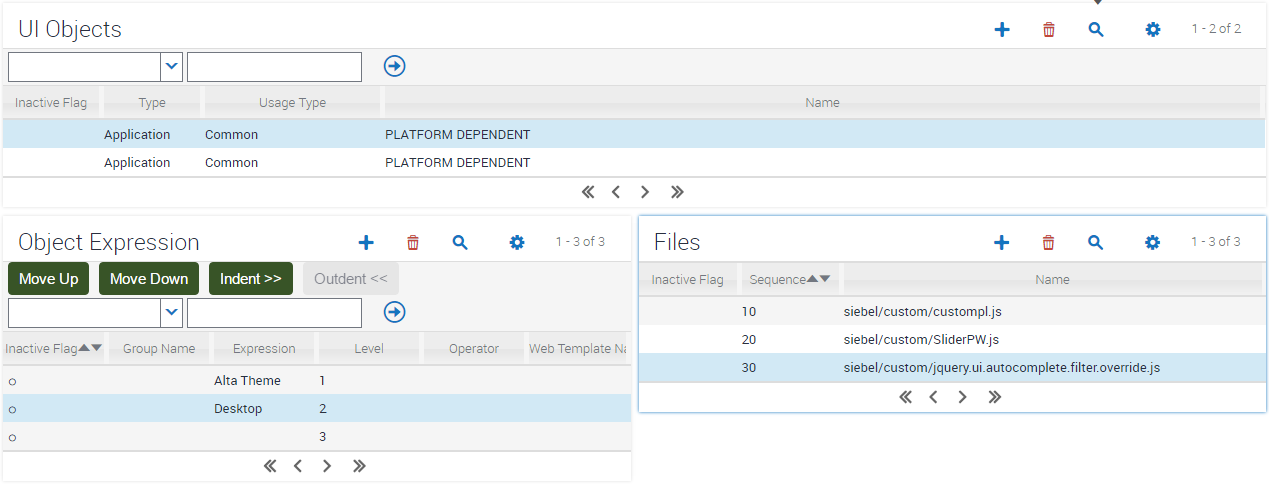 UI Objects
1 - 2 of 2
Inactive Flag Type Usage Type Name
Application Common PLATFORM DEPENDENT
Application Common PLATFORM DEPENDENT
Object Expression
1 - 3 of 3
Move Up Move Down Indent >> Outdent <<
Inactive Flag Group Name Expression Level Operator Web Template Na
Alta Theme 1
Desktop 2
3
Files
1 - 3 of 3
Inactive Flag Sequence Name
10 siebel/custom/custompl.js
20 siebel/custom/SliderPW.js
30 siebel/custom/jquery.ui.autocomplete.filter.override.js